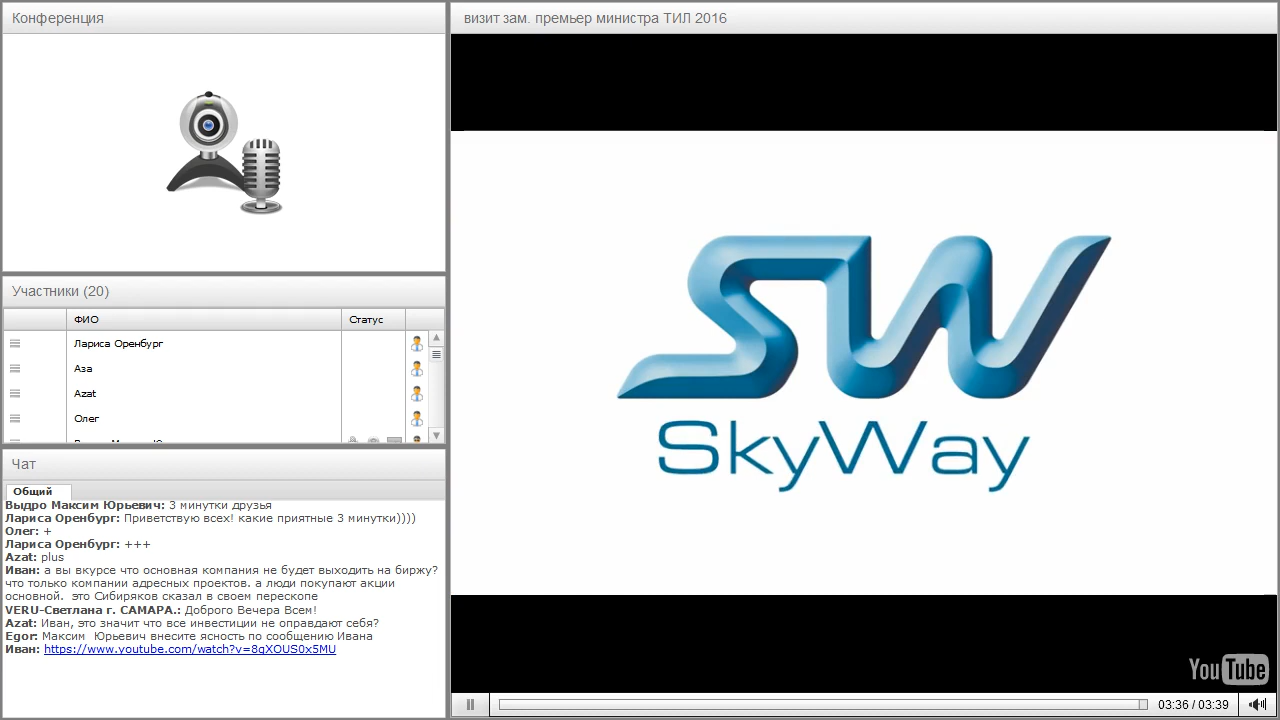 Конференция
визит зам. премьер министра ТИЛ 2016
SW
SkyWay
Участники (20)
ФИО
Статус
Лариса Оренбург
Аза
Azat
Олег
Чат
Общий
Выдро Максим Юрьевич: 3 минутки друзья
Лариса Оренбург: Приветствую всех! какие приятные 3 минутки))))
Олег: +
Лариса Оренбург: +++
Azat: plus
Иван: а вы вкурсе что основная компания не будет выходить на биржу?
что только компании адресных проектов. а люди покупают акции
основной. это Сибиряков сказал в своем перескопе
VERU-Светлана г. САМАРА.: Доброго Вечера Всем!
Azat: Иван, это значит что все инвестиции не оправдают себя?
Egor: Максим Юрьевич внесите ясность по сообщению Ивана
Иван: https://www.youtube.com/watch?v=8gXOUS0x5MU
YouTube
03:36 / 03:39